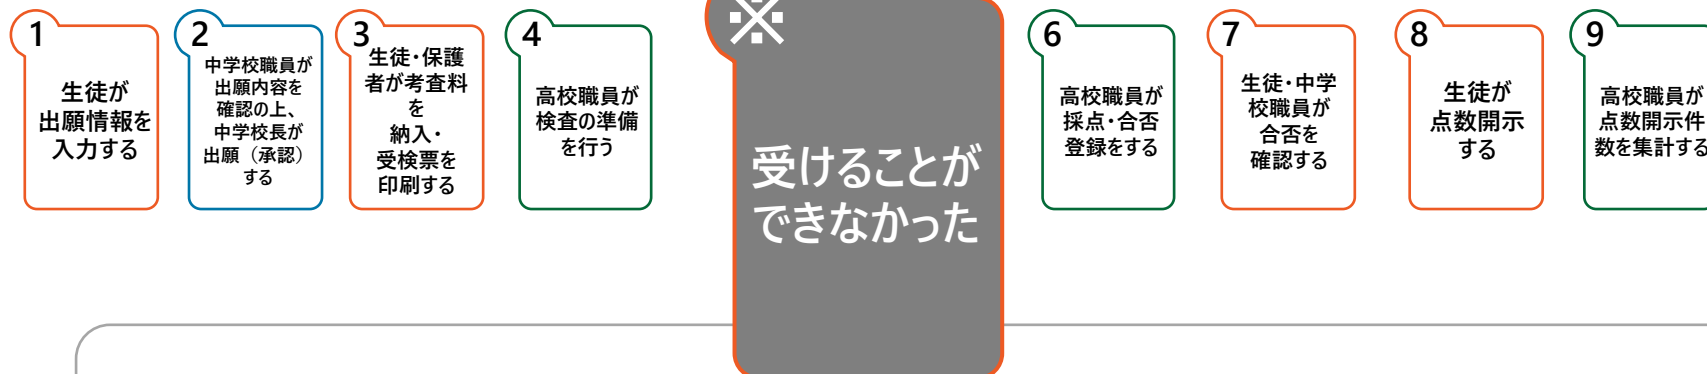 1
生徒が
出願情報を
入力する
2
中学校職員が
出願内容を
確認の上、
中学校長が
出願（承認）
する
3
生徒・保護
者が考査料
を
納入・
受検票を
印刷する
4
高校職員が
検査の準備
を行う
※
受けることが
できなかった
6
高校職員が
採点・合否
登録をする
7
生徒・中学
校職員が
合否を
確認する
8
生徒が
点数開示
する
9
高校職員が
点数開示件
数を集計する